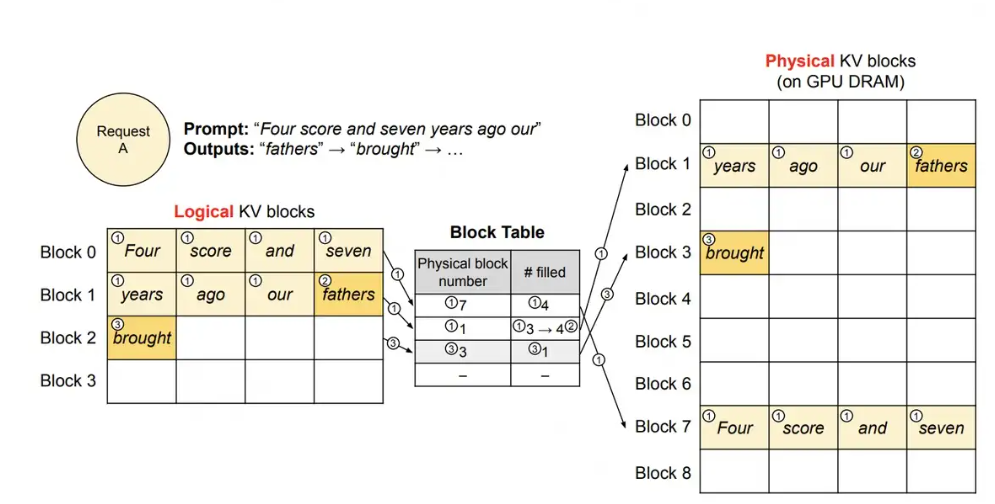 Physical KV blocks
(on GPU DRAM)
Request
A
Prompt: “Four score and seven years ago our”
Outputs: “fathers” → “brought” → …
Logical KV blocks
Block 0
① Four
① score
① and
① seven
Block 1
① years
① ago
① our
② fathers
Block 2
③ brought
Block 3
①
①
③
Block Table
Physical block
number
# filled
①7
①4
①1
①3 → 4②
③3
③1
–
–
①
③
①
Block 0
Block 1
① years
① ago
① our
② fathers
Block 2
Block 3
③ brought
Block 4
Block 5
Block 6
Block 7
① Four
① score
① and
① seven
Block 8